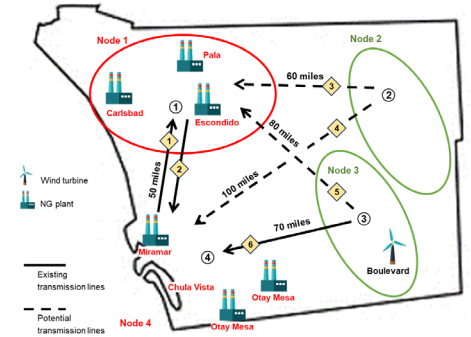 Node 1
Node 2
Pala
60 miles
3
2
Carlsbad
1
Escondido
4
80 miles
1
Node 3
50 miles
2
100 miles
5
3
Wind turbine
NG plant
70 miles
6
Miramar
4
Boulevard
Existing
transmission lines
Chula Vista
Otay Mesa
Potential
transmission lines
Node 4
Otay Mesa